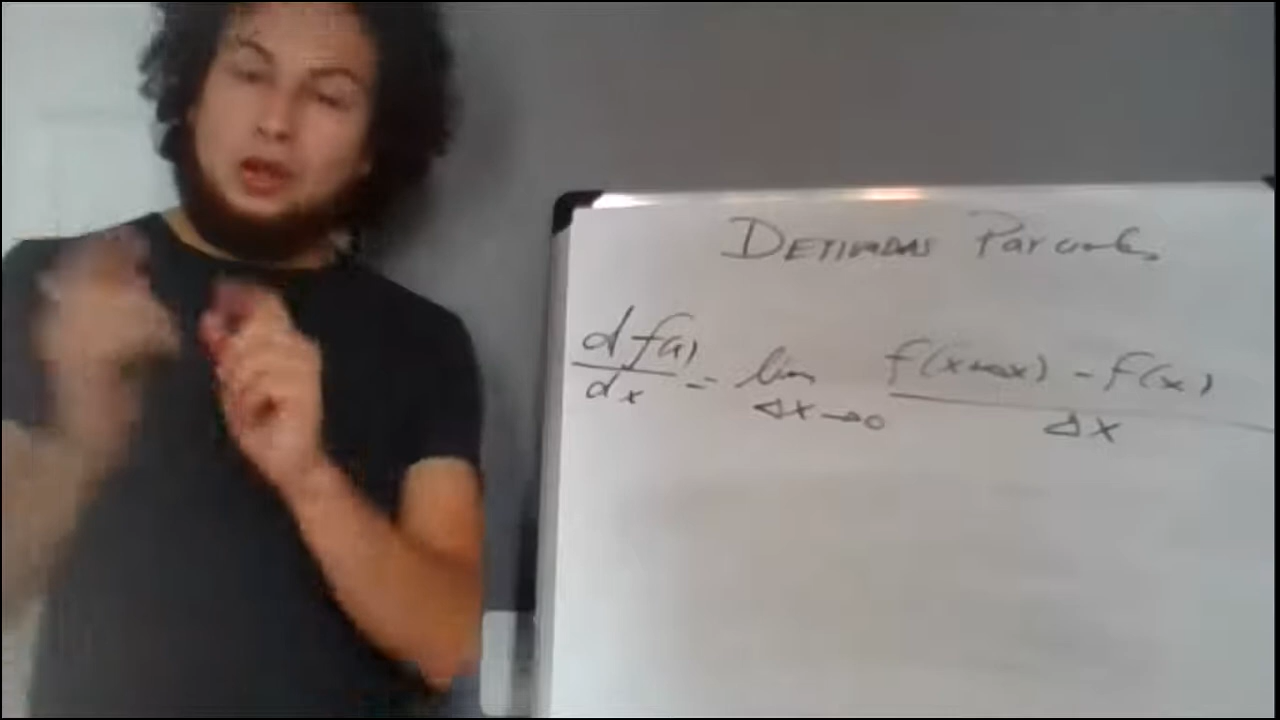 DERIVADAS Parciales
df(x)/dx = lim Δx→0 f(x+Δx) - f(x)/Δx